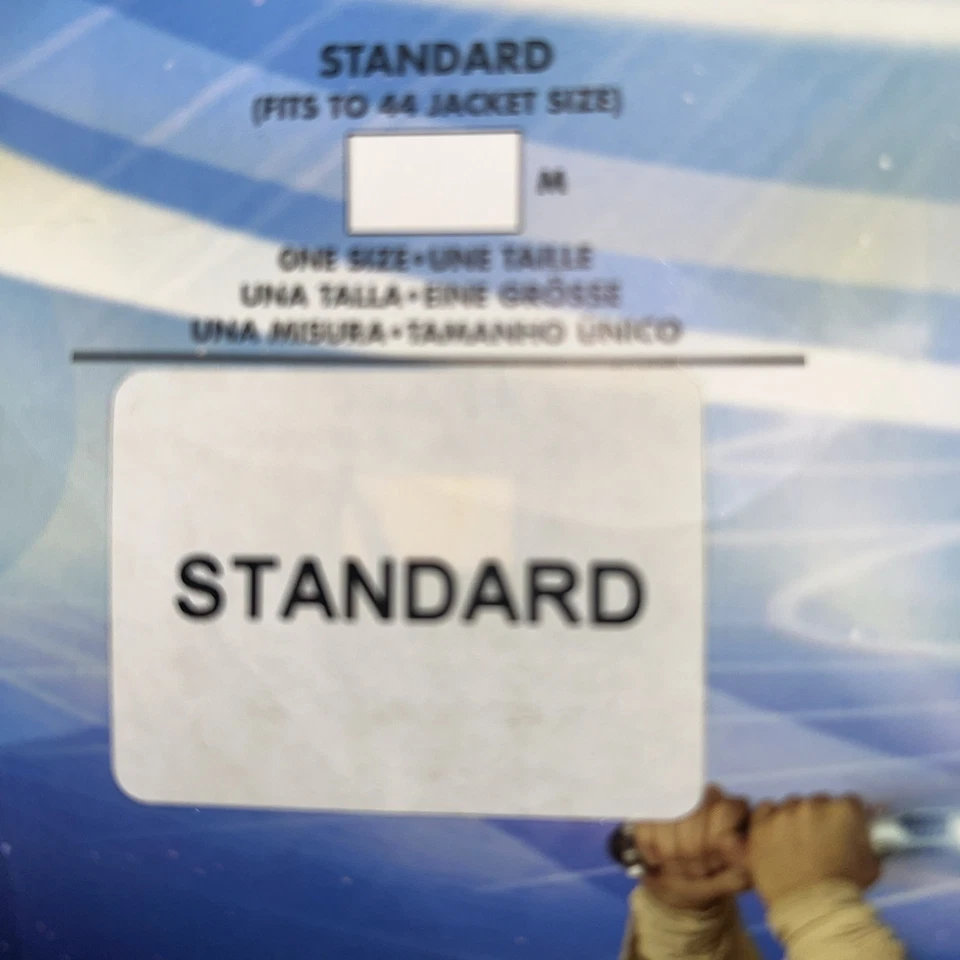 STANDARD
(FITS TO 44 JACKET SIZE)
M
ONE SIZE•UNE TAILLE
UNA TALLA•EINE GRÖSSE
UNA MISURA•TAMANHO ÚNICO
STANDARD